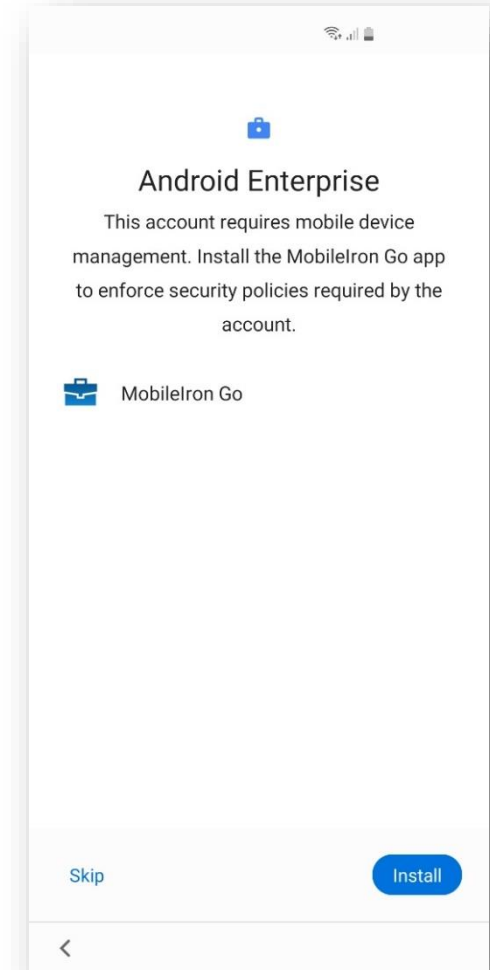 Android Enterprise
This account requires mobile device
management. Install the MobileIron Go app
to enforce security policies required by the
account.
MobileIron Go
Skip
Install